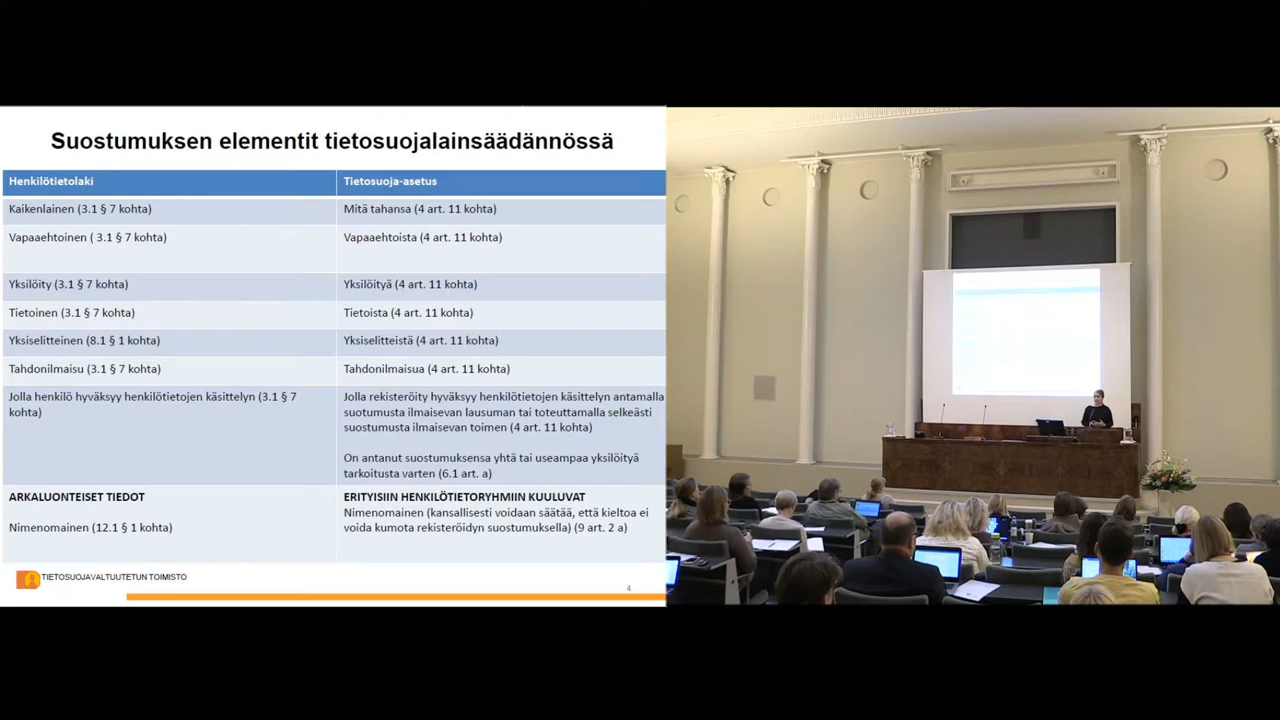 Suostumuksen elementit tietosuojalainsäädännössä
Henkilötietolaki
Tietosuoja-asetus
Kaikenlainen (3.1 § 7 kohta)
Mitä tahansa (4 art. 11 kohta)
Vapaaehtoinen ( 3.1 § 7 kohta)
Vapaaehtoista (4 art. 11 kohta)
Yksilöity (3.1 § 7 kohta)
Yksilöityä (4 art. 11 kohta)
Tietoinen (3.1 § 7 kohta)
Tietoista (4 art. 11 kohta)
Yksiselitteinen (8.1 § 1 kohta)
Yksiselitteistä (4 art. 11 kohta)
Tahdonilmaisu (3.1 § 7 kohta)
Tahdonilmaisua (4 art. 11 kohta)
Jolla henkilö hyväksyy henkilötietojen käsittelyn (3.1 § 7
kohta)
Jolla rekisteröity hyväksyy henkilötietojen käsittelyn antamalla
suotumusta ilmaisevan lausuman tai toteuttamalla selkeästi
suostumusta ilmaisevan toimen (4 art. 11 kohta)
On antanut suostumuksensa yhtä tai useampaa yksilöityä
tarkoitusta varten (6.1 art. a)
ARKALUONTEISET TIEDOT
Nimenomainen (12.1 § 1 kohta)
ERITYISIIN HENKILÖTIETORYHMIIN KUULUVAT
Nimenomainen (kansallisesti voidaan säätää, että kieltoa ei
voida kumota rekisteröidyn suostumuksella) (9 art. 2 a)
TIETOSUOJAVALTUUTETUN TOIMISTO
4